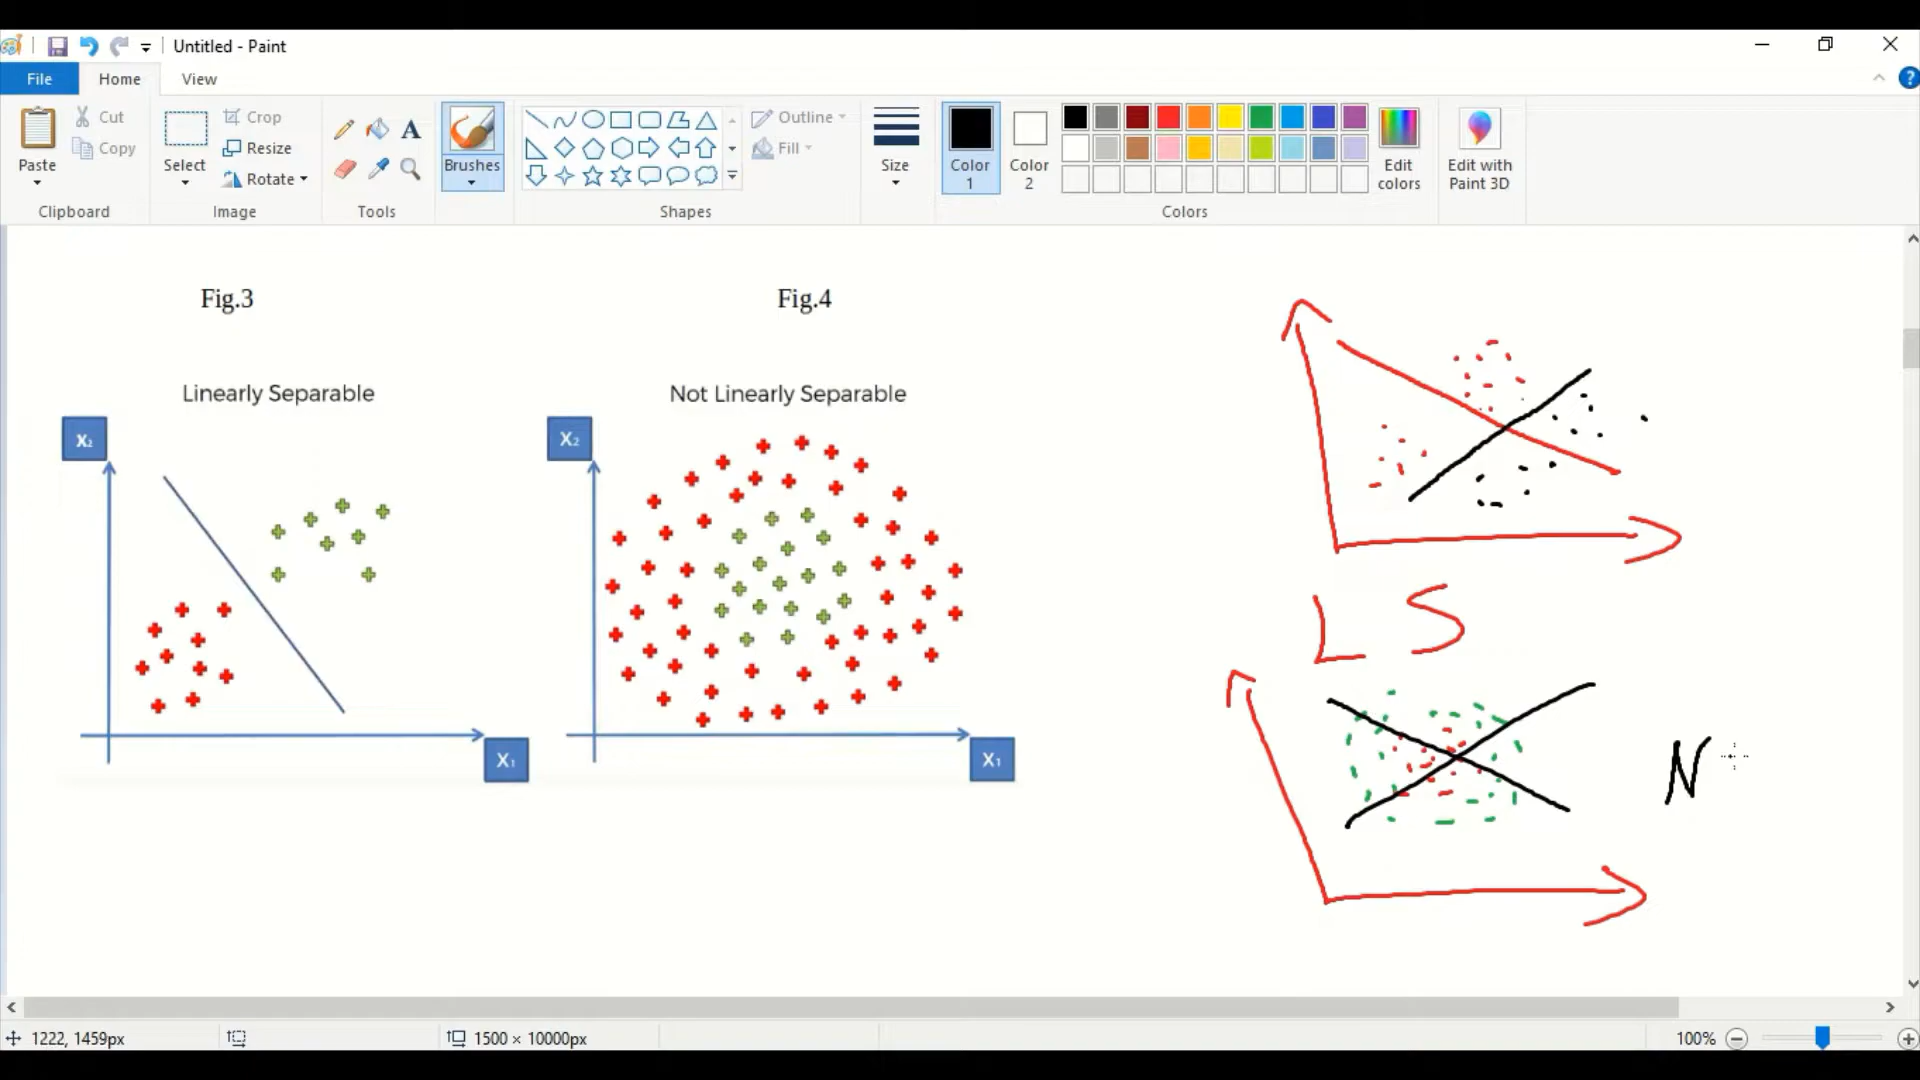 Untitled - Paint
File Home View
Paste
Cut
Copy
Clipboard
Select
Crop
Resize
Rotate
Image
A
Tools
Brushes
Shapes
Outline
Fill
Size
Color 1
Color 2
Edit colors
Colors
Edit with Paint 3D
?
Fig.3
Fig.4
Linearly Separable
Not Linearly Separable
X₂
X₁
X₂
X₁
LS
N
1222, 1459px
1500 × 10000px
100%